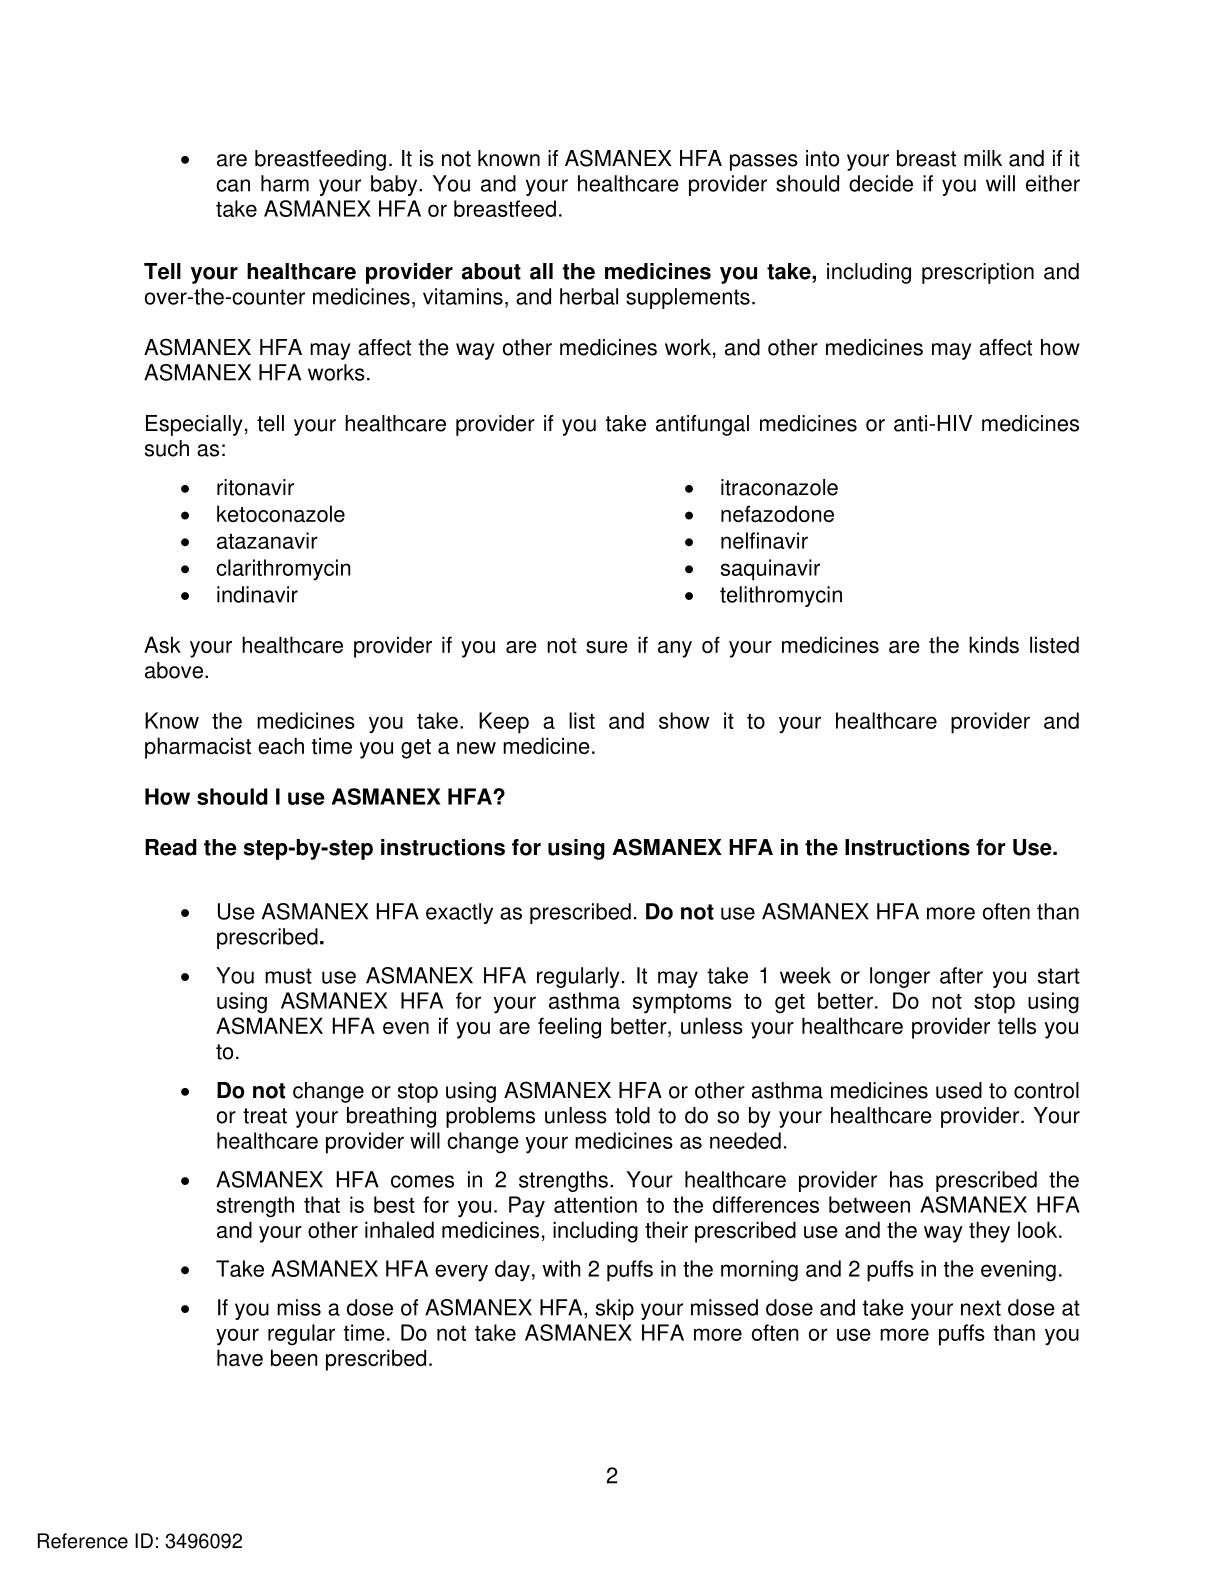 • are breastfeeding. It is not known if ASMANEX HFA passes into your breast milk and if it
can harm your baby. You and your healthcare provider should decide if you will either
take ASMANEX HFA or breastfeed.
Tell your healthcare provider about all the medicines you take, including prescription and
over-the-counter medicines, vitamins, and herbal supplements.
ASMANEX HFA may affect the way other medicines work, and other medicines may affect how
ASMANEX HFA works.
Especially, tell your healthcare provider if you take antifungal medicines or anti-HIV medicines
such as:
• ritonavir
• ketoconazole
• atazanavir
• clarithromycin
• indinavir
• itraconazole
• nefazodone
• nelfinavir
• saquinavir
• telithromycin
Ask your healthcare provider if you are not sure if any of your medicines are the kinds listed
above.
Know the medicines you take. Keep a list and show it to your healthcare provider and
pharmacist each time you get a new medicine.
How should I use ASMANEX HFA?
Read the step-by-step instructions for using ASMANEX HFA in the Instructions for Use.
• Use ASMANEX HFA exactly as prescribed. Do not use ASMANEX HFA more often than
prescribed.
• You must use ASMANEX HFA regularly. It may take 1 week or longer after you start
using ASMANEX HFA for your asthma symptoms to get better. Do not stop using
ASMANEX HFA even if you are feeling better, unless your healthcare provider tells you
to.
• Do not change or stop using ASMANEX HFA or other asthma medicines used to control
or treat your breathing problems unless told to do so by your healthcare provider. Your
healthcare provider will change your medicines as needed.
• ASMANEX HFA comes in 2 strengths. Your healthcare provider has prescribed the
strength that is best for you. Pay attention to the differences between ASMANEX HFA
and your other inhaled medicines, including their prescribed use and the way they look.
• Take ASMANEX HFA every day, with 2 puffs in the morning and 2 puffs in the evening.
• If you miss a dose of ASMANEX HFA, skip your missed dose and take your next dose at
your regular time. Do not take ASMANEX HFA more often or use more puffs than you
have been prescribed.
2
Reference ID: 3496092